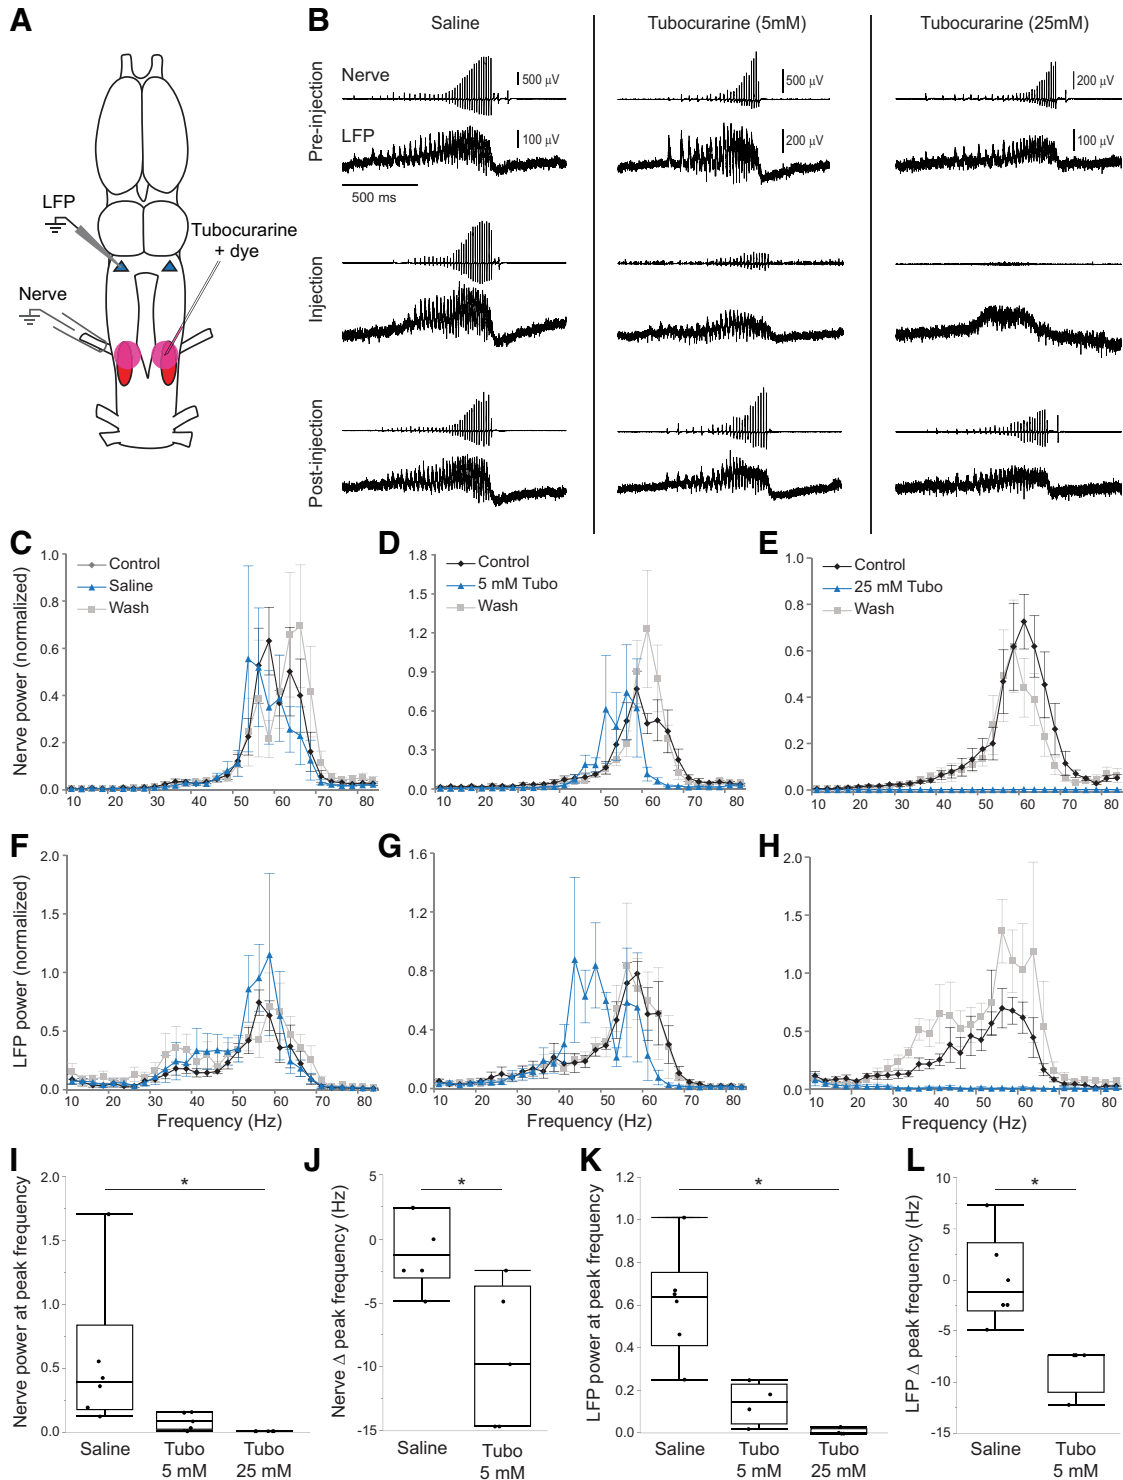 A
LFP
Tubocurarine
+ dye
Nerve
B
Saline
Tubocurarine (5mM)
Tubocurarine (25mM)
Pre-injection
Nerve
500 µV
500 µV
200 µV
LFP
100 µV
200 µV
100 µV
500 ms
Injection
Post-injection
C
Nerve power (normalized)
1.0
0.8
0.6
0.4
0.2
0.0
Control
Saline
Wash
10 20 30 40 50 60 70 80
D
1.8
1.5
1.2
0.9
0.6
0.3
0.0
Control
5 mM Tubo
Wash
10 20 30 40 50 60 70 80
E
1.0
0.8
0.6
0.4
0.2
0.0
Control
25 mM Tubo
Wash
10 20 30 40 50 60 70 80
F
LFP power (normalized)
2.0
1.5
1.0
0.5
0.0
10 20 30 40 50 60 70 80
Frequency (Hz)
G
1.6
1.2
0.8
0.4
0.0
10 20 30 40 50 60 70 80
Frequency (Hz)
H
2.0
1.5
1.0
0.5
0.0
10 20 30 40 50 60 70 80
Frequency (Hz)
I
Nerve power at peak frequency
2.0
1.5
1.0
0.5
0.0
*
Saline
Tubo
5 mM
Tubo
25 mM
J
Nerve Δ peak frequency (Hz)
5
0
-5
-10
-15
*
Saline
Tubo
5 mM
K
LFP power at peak frequency
1.2
1.0
0.8
0.6
0.4
0.2
0.0
*
Saline
Tubo
5 mM
Tubo
25 mM
L
LFP Δ peak frequency (Hz)
10
5
0
-5
-10
-15
*
Saline
Tubo
5 mM